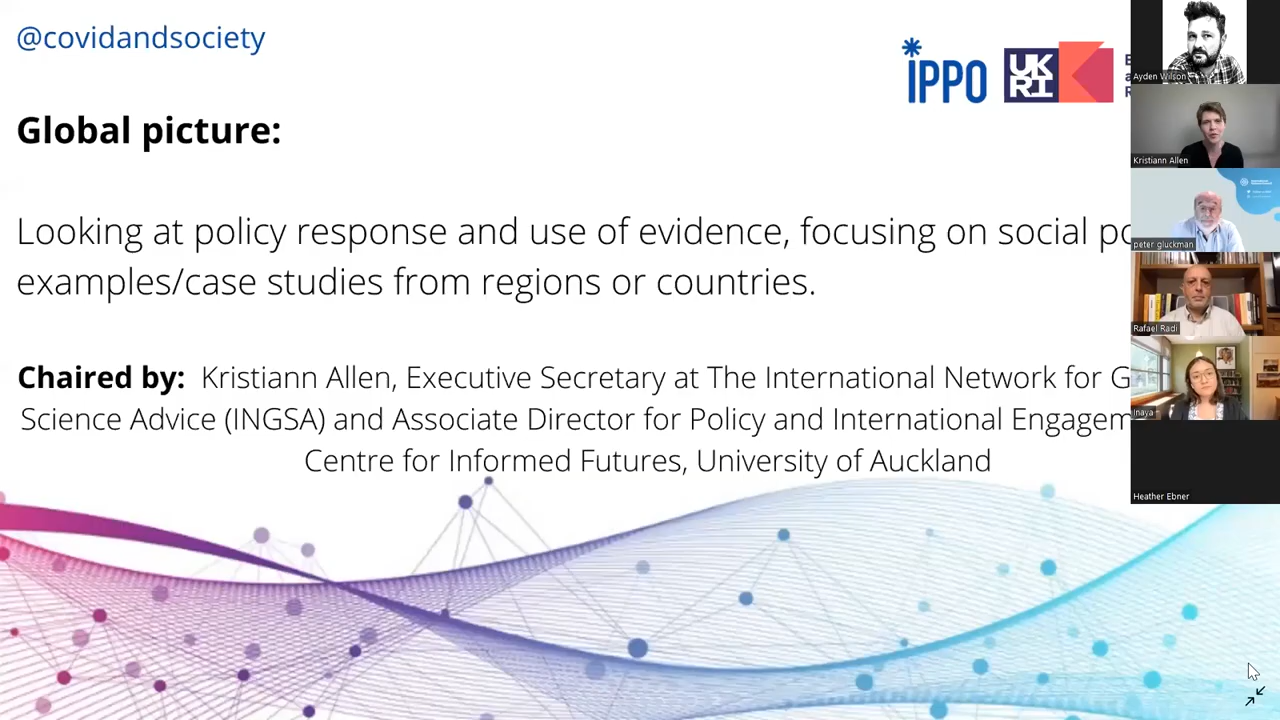 @covidandsociety
iPPO
UK
RI
Global picture:
Looking at policy response and use of evidence, focusing on social
examples/case studies from regions or countries.
Chaired by: Kristiann Allen, Executive Secretary at The International Network for
Science Advice (INGSA) and Associate Director for Policy and International
Centre for Informed Futures, University of Auckland
Ayden Wilson
Kristiann Allen
peter gluckman
Rafael Radi
Inaya
Heather Ebner